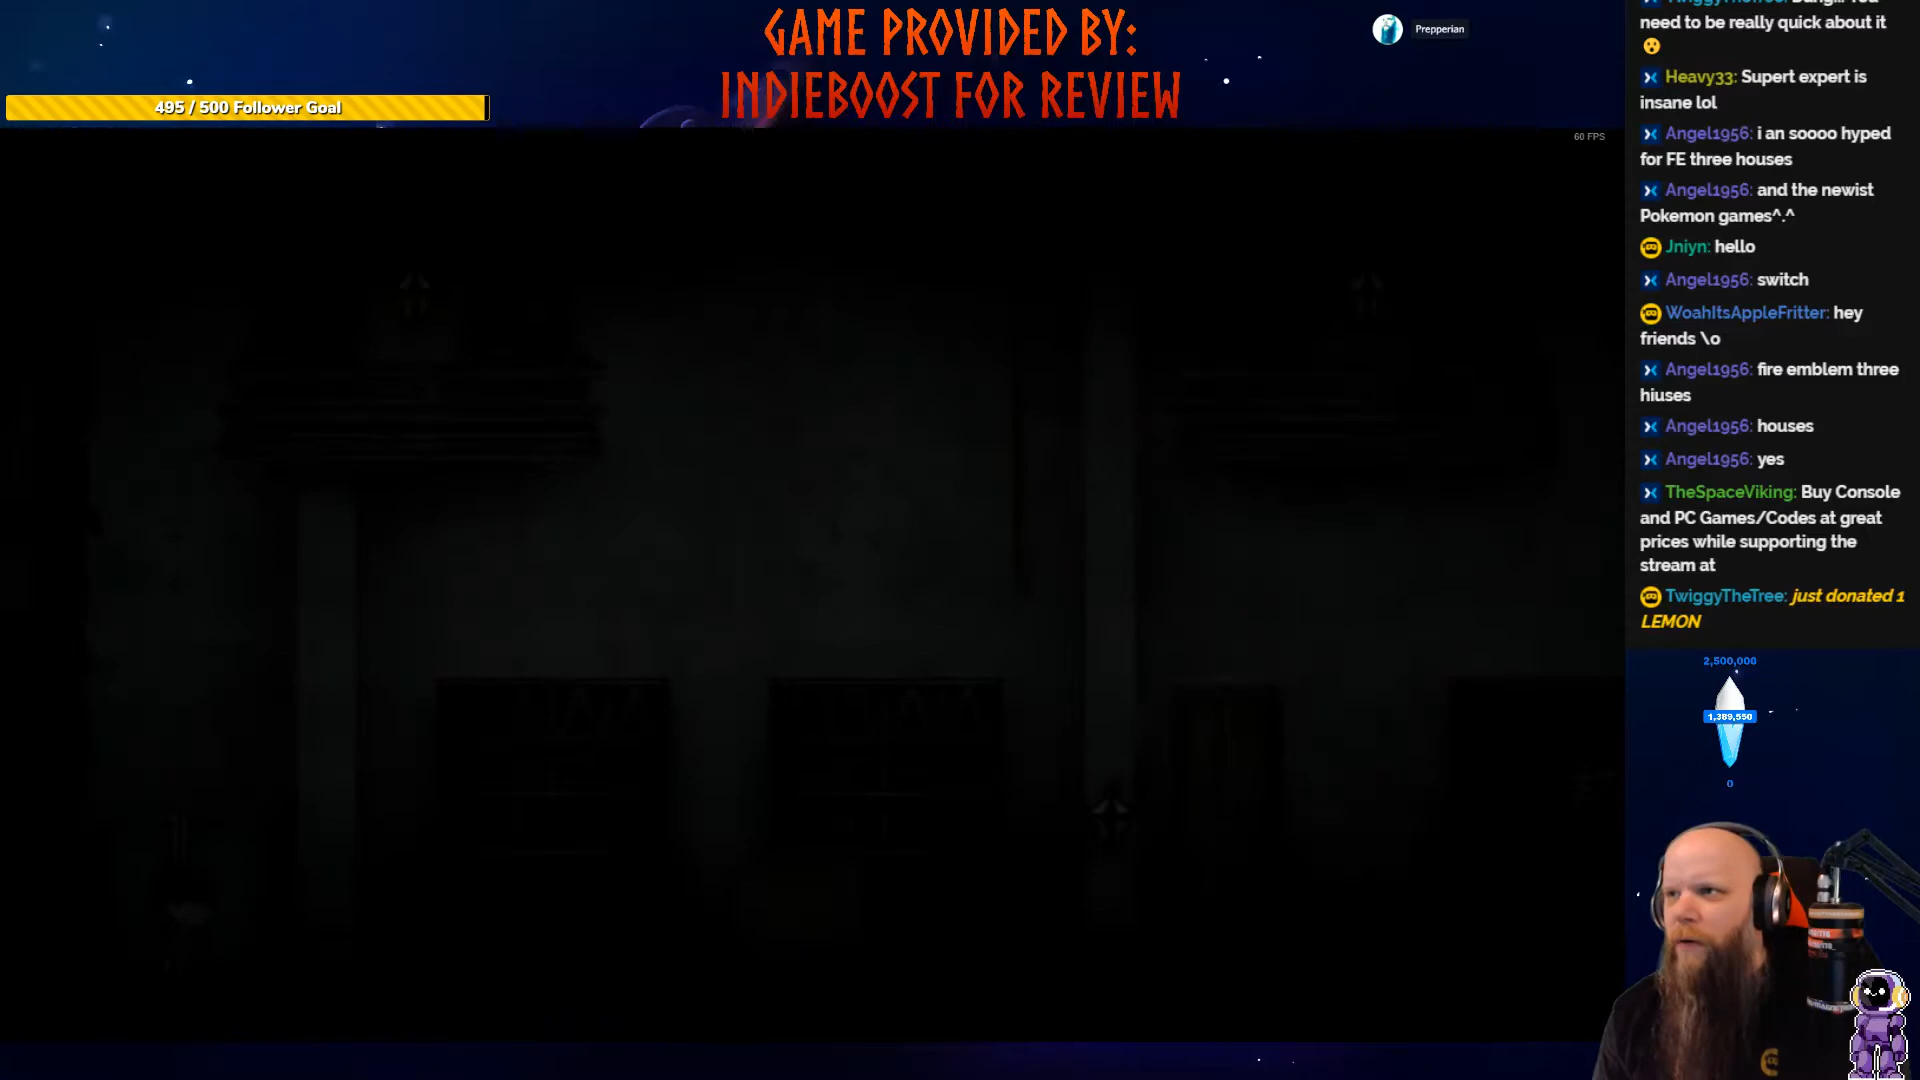 GAME PROVIDED BY:
INDIEBOOST FOR REVIEW
Prepperian
495 / 500 Follower Goal
60 FPS
need to be really quick about it
Heavy33: Supert expert is
insane lol
Angel1956: i an soooo hyped
for FE three houses
Angel1956: and the newist
Pokemon games^.^
Jniyn: hello
Angel1956: switch
WoahItsAppleFritter: hey
friends \o
Angel1956: fire emblem three
hiuses
Angel1956: houses
Angel1956: yes
TheSpaceViking: Buy Console
and PC Games/Codes at great
prices while supporting the
stream at
TwiggyTheTree: just donated 1
LEMON
2,500,000
1,389,550
0